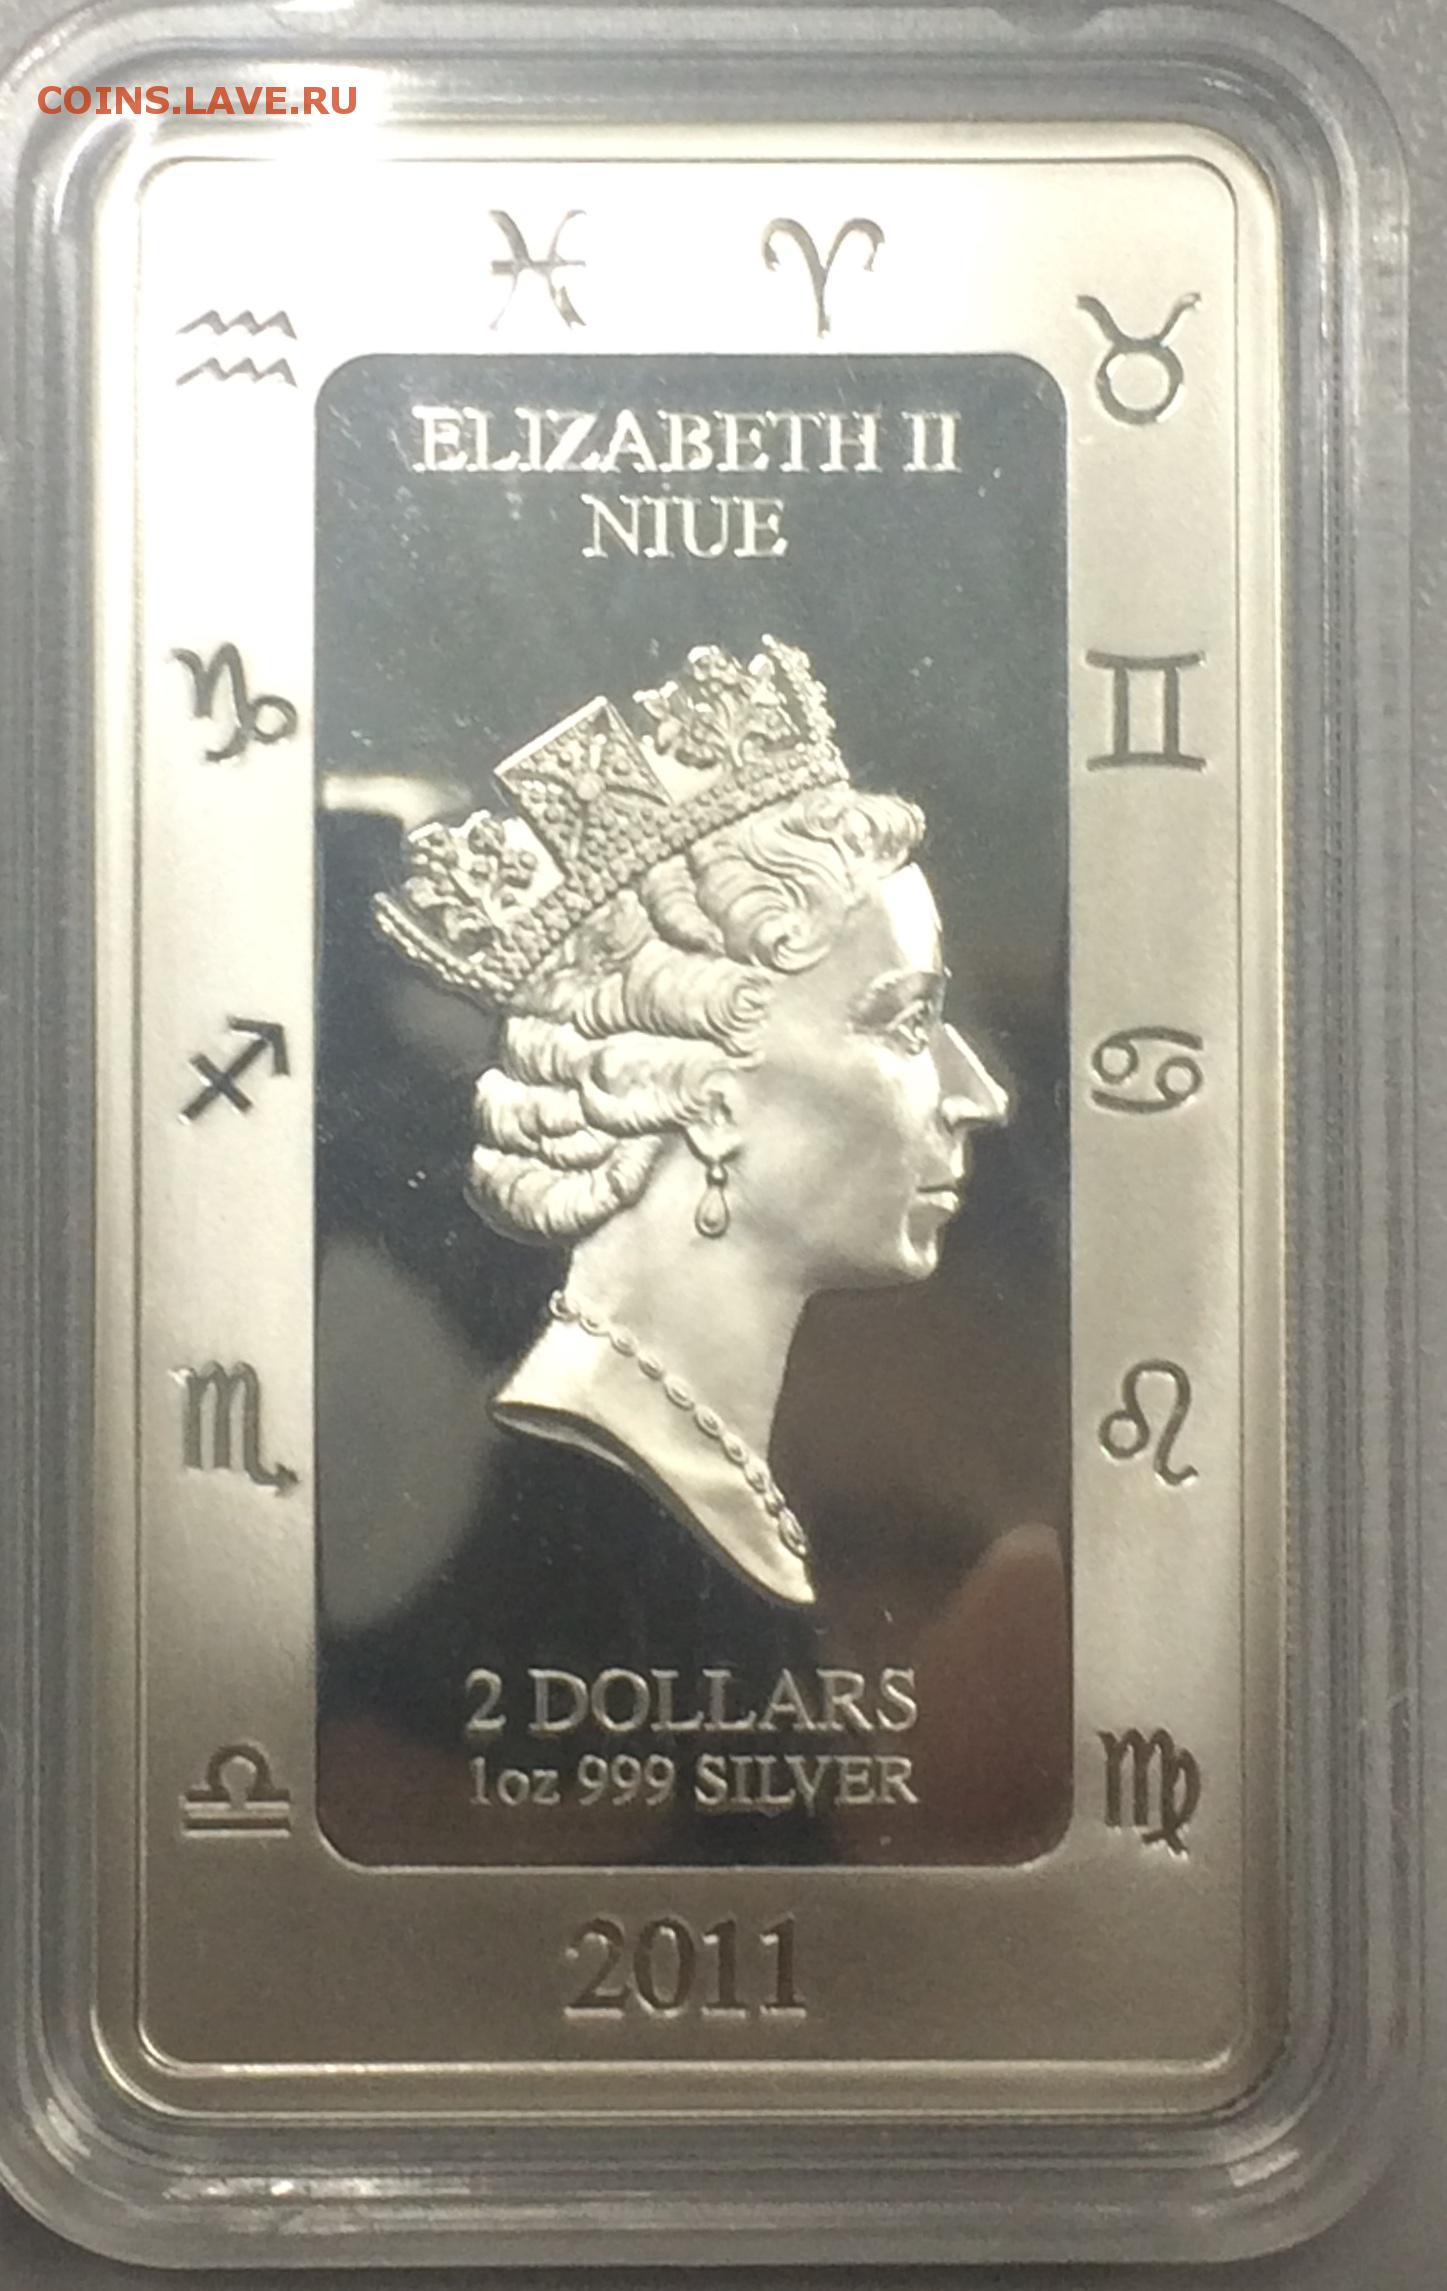 COINS.LAVE.RU
ELIZABETH II
NIUE
2 DOLLARS
1oz 999 SILVER
2011